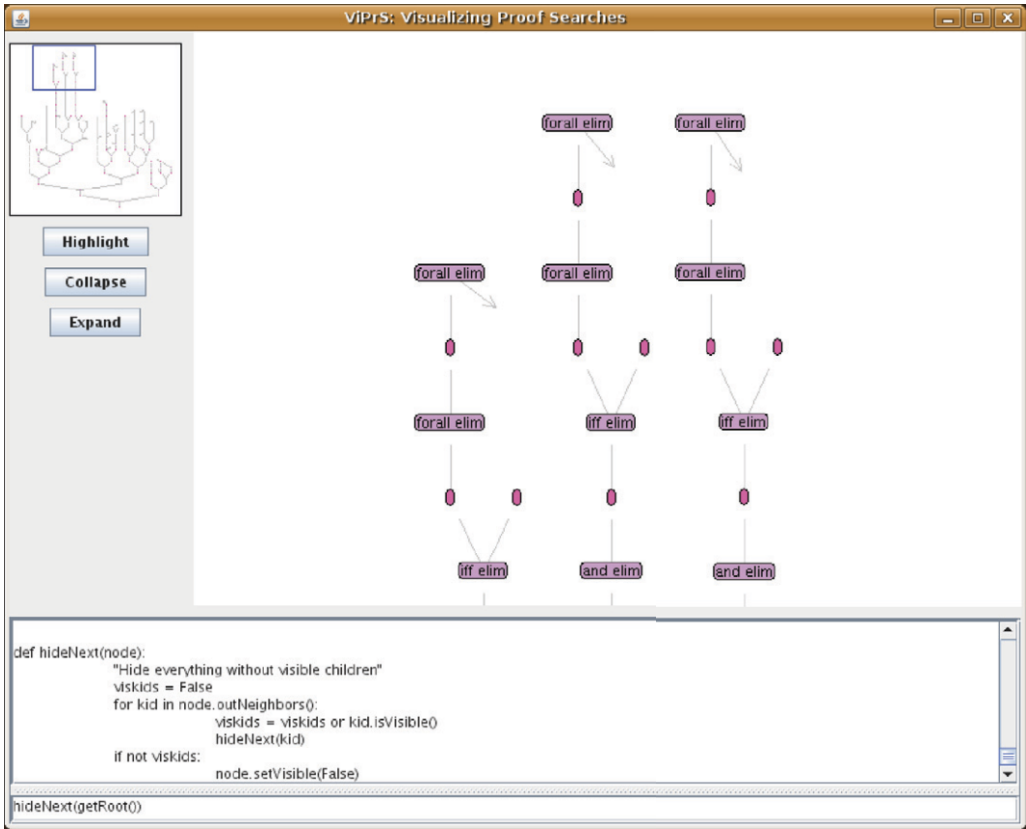 ViPrS: Visualizing Proof Searches
Highlight
Collapse
Expand
forall elim forall elim
forall elim forall elim forall elim
forall elim iff elim iff elim
iff elim and elim and elim
def hideNext(node):
"Hide everything without visible children"
viskids = False
for kid in node.outNeighbors():
viskids = viskids or kid.isVisible()
hideNext(kid)
if not viskids:
node.setVisible(False)
hideNext(getRoot())